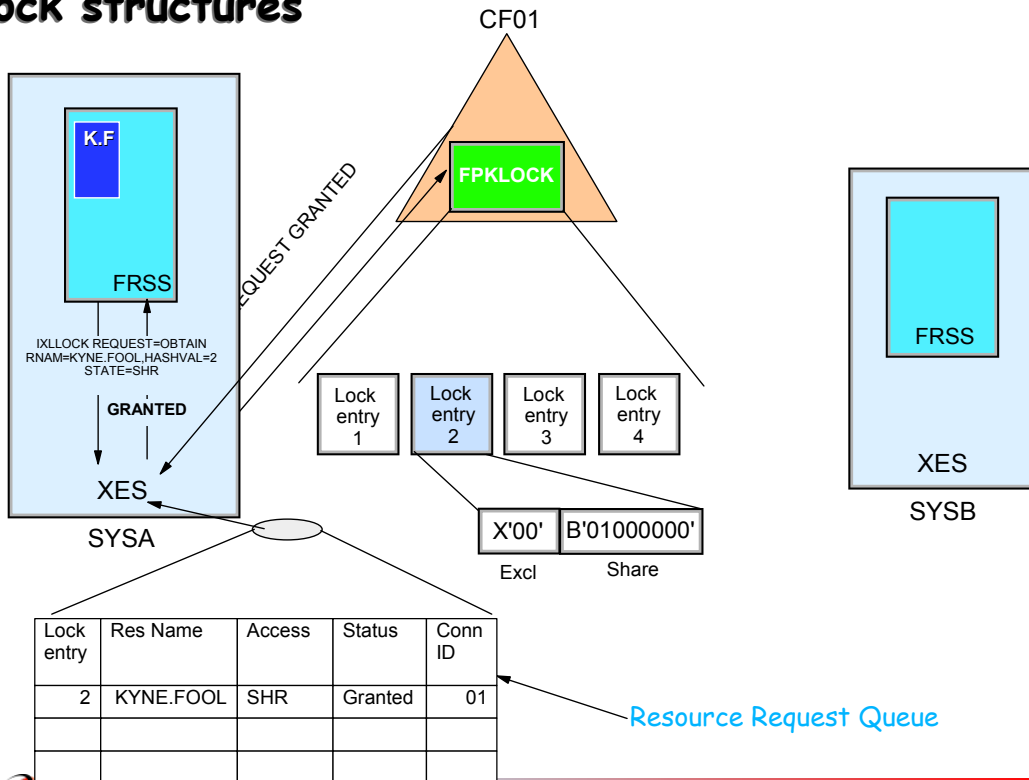 ock structures
CF01
K.F
FPKLOCK
REQUEST GRANTED
FRSS
IXLLOCK REQUEST=OBTAIN
RNAM=KYNE.FOOL,HASHVAL=2
STATE=SHR
GRANTED
XES
SYSA
FRSS
XES
SYSB
Lock
entry
1
Lock
entry
2
Lock
entry
3
Lock
entry
4
X'00'
B'01000000'
Excl
Share
Lock
entry
Res Name
Access
Status
Conn
ID
2
KYNE.FOOL
SHR
Granted
01
Resource Request Queue